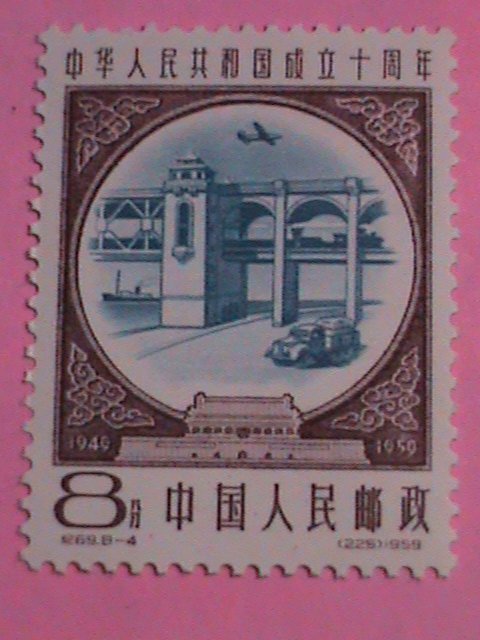 中华人民共和国成立十周年
1949 1959
8分 中国人民邮政
纪69.8-4 (225)1959